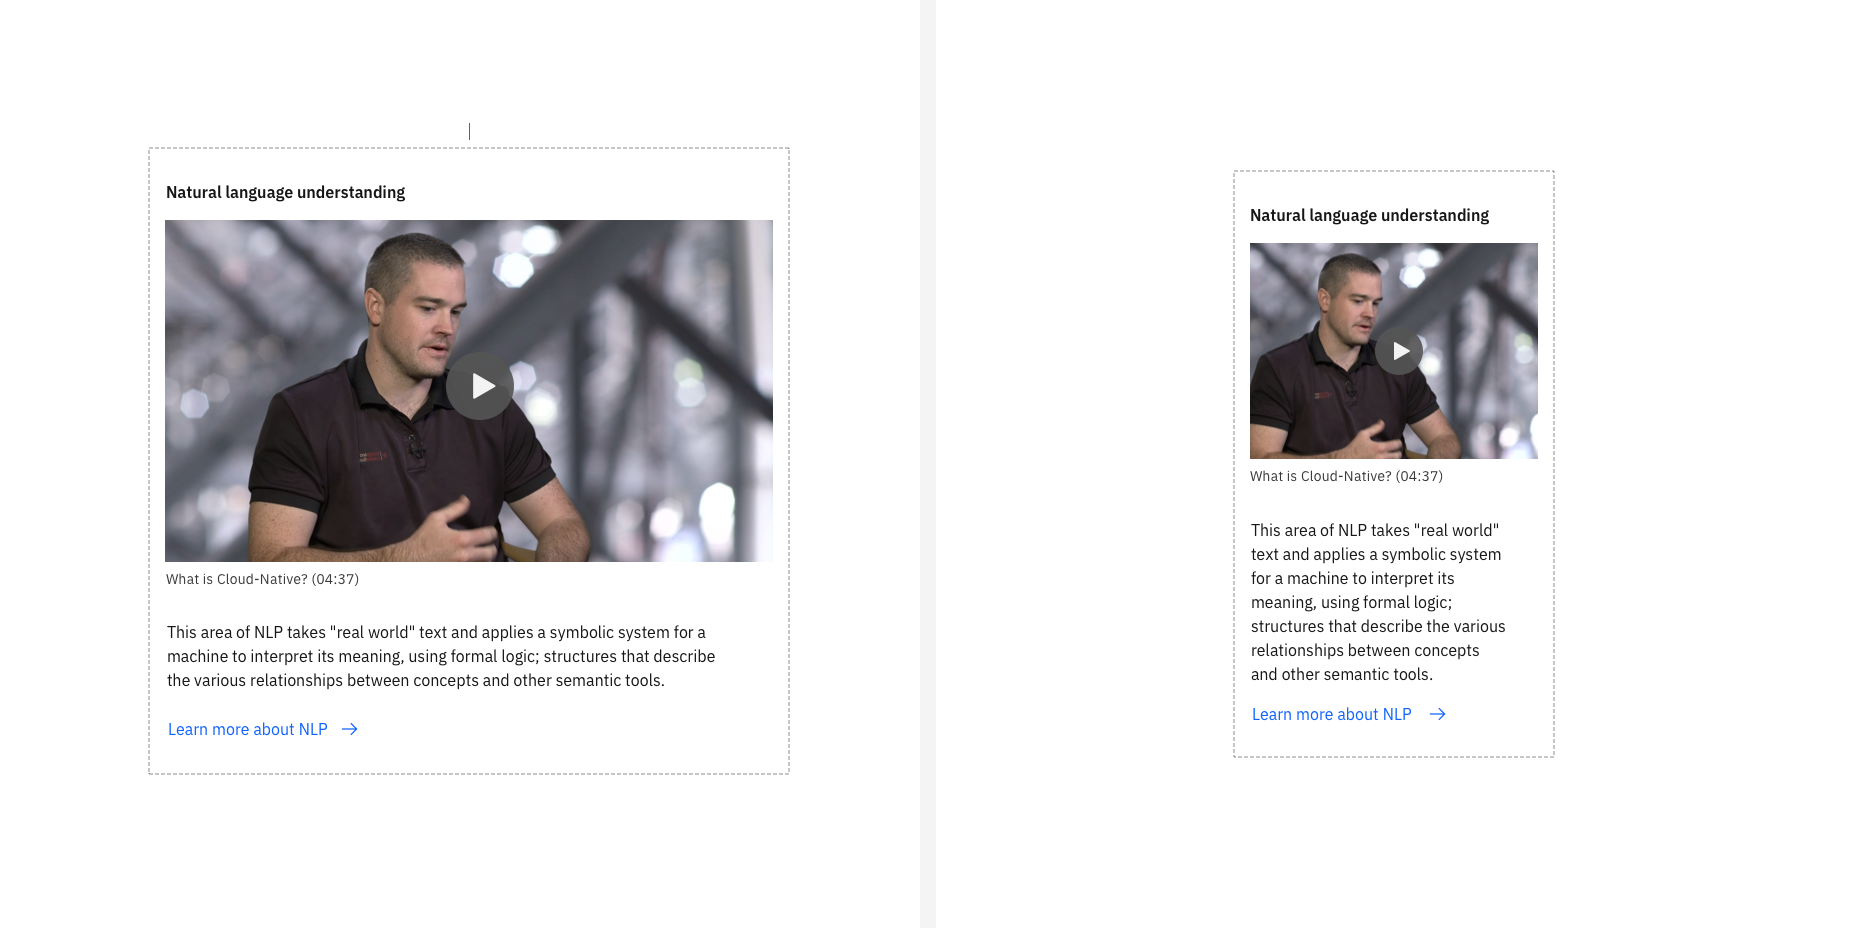 Natural language understanding
What is Cloud-Native? (04:37)
This area of NLP takes "real world" text and applies a symbolic system for a
machine to interpret its meaning, using formal logic; structures that describe
the various relationships between concepts and other semantic tools.
Learn more about NLP
Natural language understanding
What is Cloud-Native? (04:37)
This area of NLP takes "real world"
text and applies a symbolic system
for a machine to interpret its
meaning, using formal logic;
structures that describe the various
relationships between concepts
and other semantic tools.
Learn more about NLP